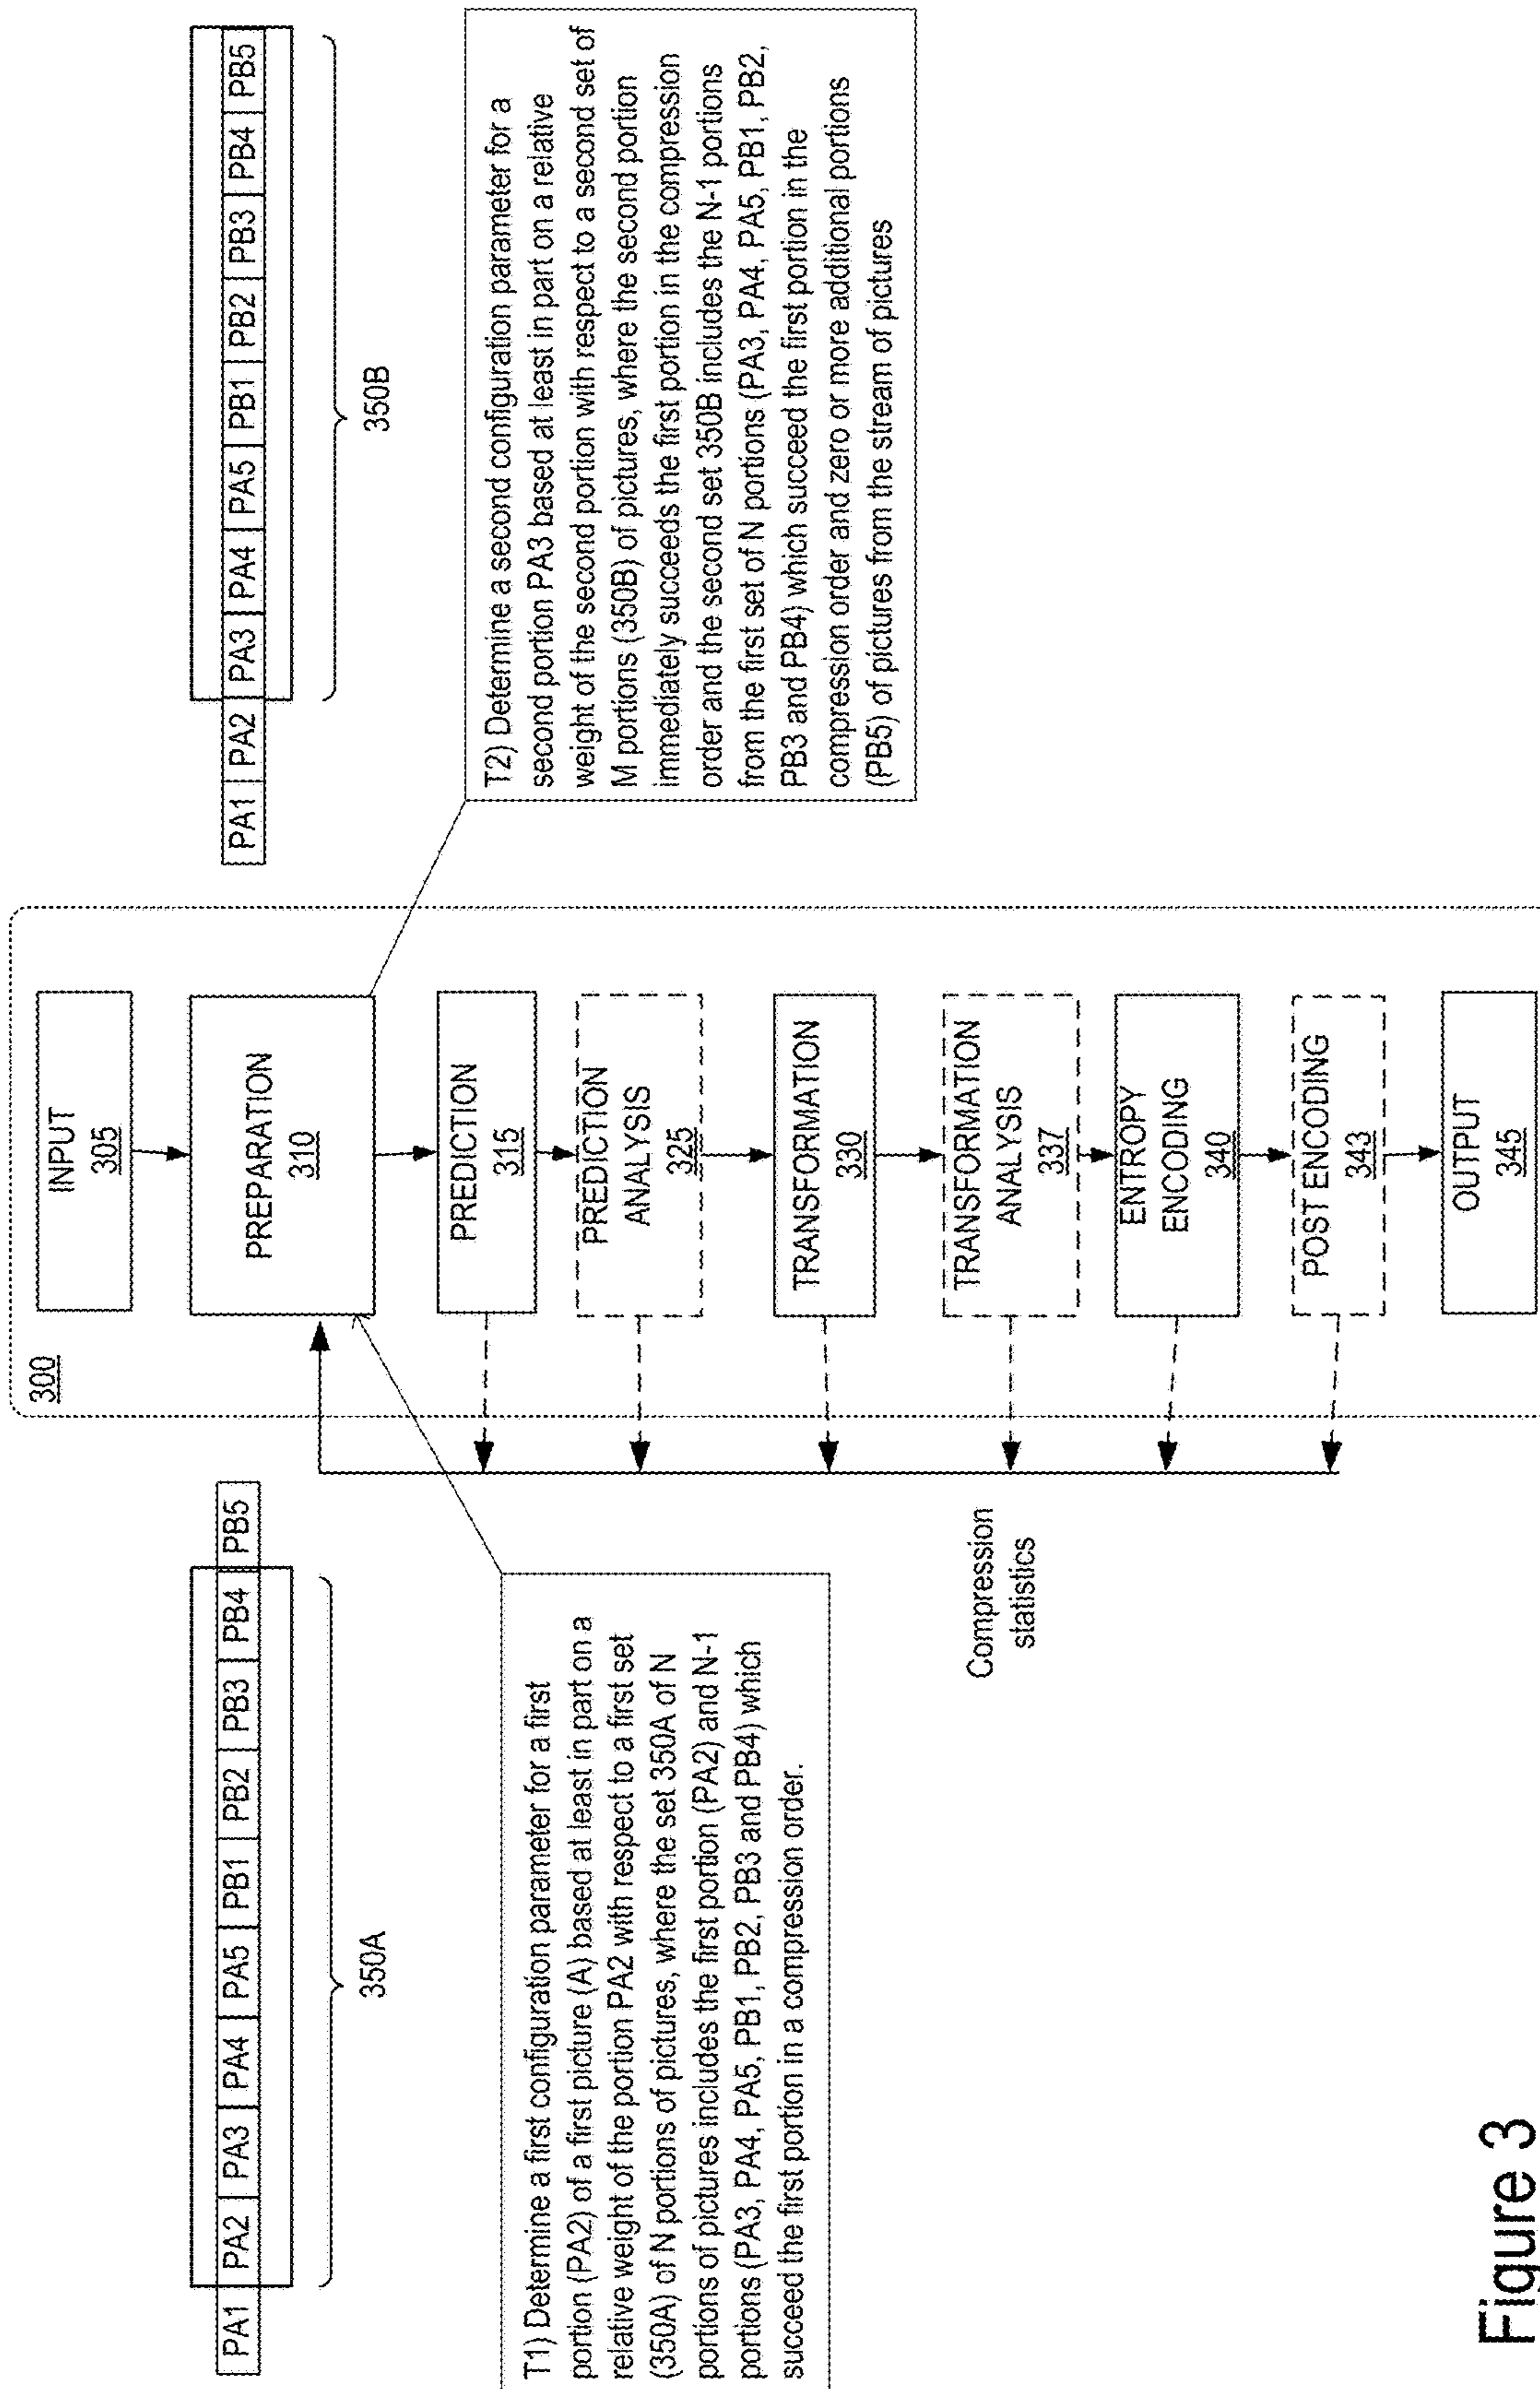 PA1 PA2 PA3 PA4 PA5 PB1 PB2 PB3 PB4 PB5
350A
T1) Determine a first configuration parameter for a first
portion (PA2) of a first picture (A) based at least in part on a
relative weight of the portion PA2 with respect to a first set
(350A) of N portions of pictures, where the set 350A of N
portions of pictures includes the first portion (PA2) and N-1
portions (PA3, PA4, PA5, PB1, PB2, PB3 and PB4) which
succeed the first portion in a compression order.
Compression
statistics
300
INPUT
305
PREPARATION
310
PREDICTION
315
PREDICTION
ANALYSIS
325
TRANSFORMATION
330
TRANSFORMATION
ANALYSIS
337
ENTROPY
ENCODING
340
POST ENCODING
343
OUTPUT
345
PA1 PA2 PA3 PA4 PA5 PB1 PB2 PB3 PB4 PB5
350B
T2) Determine a second configuration parameter for a
second portion PA3 based at least in part on a relative
weight of the second portion with respect to a second set of
M portions (350B) of pictures, where the second portion
immediately succeeds the first portion in the compression
order and the second set 350B includes the N-1 portions
from the first set of N portions (PA3, PA4, PA5, PB1, PB2,
PB3 and PB4) which succeed the first portion in the
compression order and zero or more additional portions
(PB5) of pictures from the stream of pictures
Figure 3